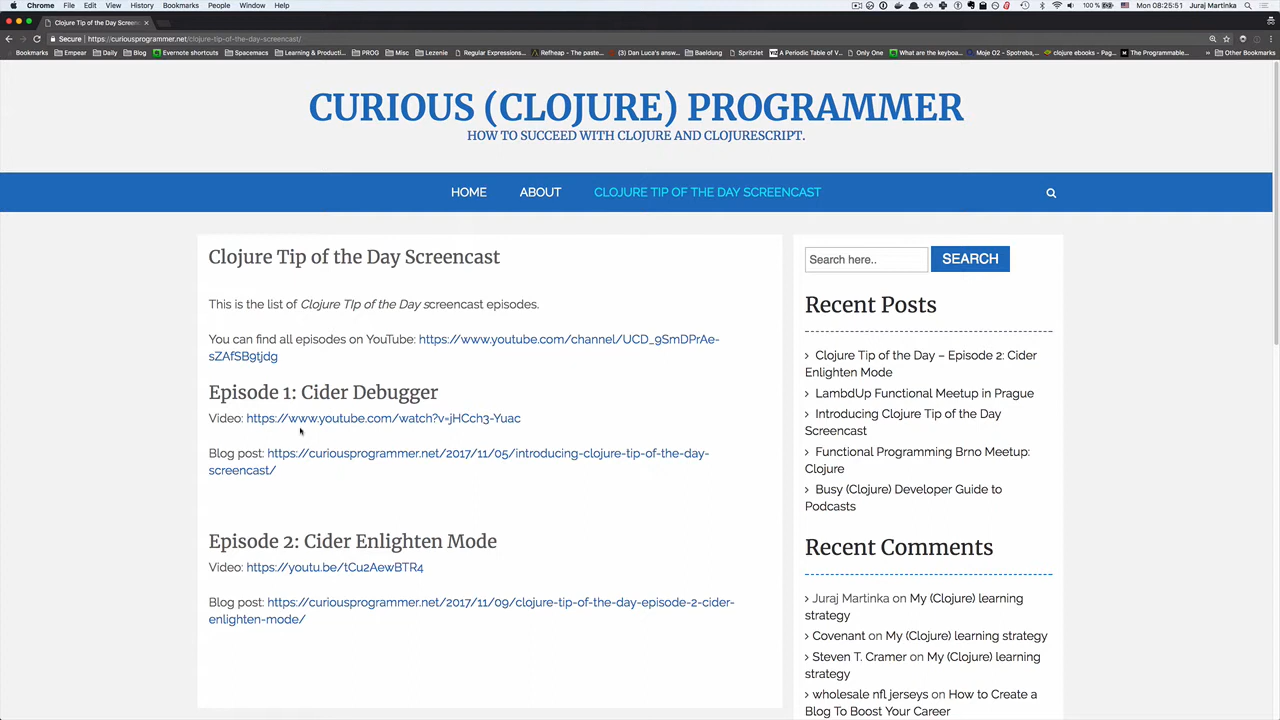 Chrome File Edit View History Bookmarks People Window Help
100 % Mon 08:25:51 Juraj Martinka
Clojure Tip of the Day Screen
Secure https://curiousprogrammer.net/clojure-tip-of-the-day-screencast/
Bookmarks Empear Daily Blog Evernote shortcuts Spacemacs Learning & Producti... PROG Misc Lezenie Regular Expressions... Refheap - The paste... (3) Dan Luca's answ... Baeldung Spritzlet A Periodic Table of V... Only One What are the keyboa... Moje O2 - Spotreba,... clojure ebooks - Pag... The Programmable... » Other Bookmarks
CURIOUS (CLOJURE) PROGRAMMER
HOW TO SUCCEED WITH CLOJURE AND CLOJURESCRIPT.
HOME ABOUT CLOJURE TIP OF THE DAY SCREENCAST
Clojure Tip of the Day Screencast
This is the list of Clojure TIp of the Day screencast episodes.
You can find all episodes on YouTube: https://www.youtube.com/channel/UCD_9SmDPrAe-
sZAfSB9tjdg
Episode 1: Cider Debugger
Video: https://www.youtube.com/watch?v=jHCch3-Yuac
Blog post: https://curiousprogrammer.net/2017/11/05/introducing-clojure-tip-of-the-day-
screencast/
Episode 2: Cider Enlighten Mode
Video: https://youtu.be/tCu2AewBTR4
Blog post: https://curiousprogrammer.net/2017/11/09/clojure-tip-of-the-day-episode-2-cider-
enlighten-mode/
Search here.. SEARCH
Recent Posts
Clojure Tip of the Day – Episode 2: Cider
Enlighten Mode
LambdUp Functional Meetup in Prague
Introducing Clojure Tip of the Day
Screencast
Functional Programming Brno Meetup:
Clojure
Busy (Clojure) Developer Guide to
Podcasts
Recent Comments
Juraj Martinka on My (Clojure) learning
strategy
Covenant on My (Clojure) learning strategy
Steven T. Cramer on My (Clojure) learning
strategy
wholesale nfl jerseys on How to Create a
Blog To Boost Your Career